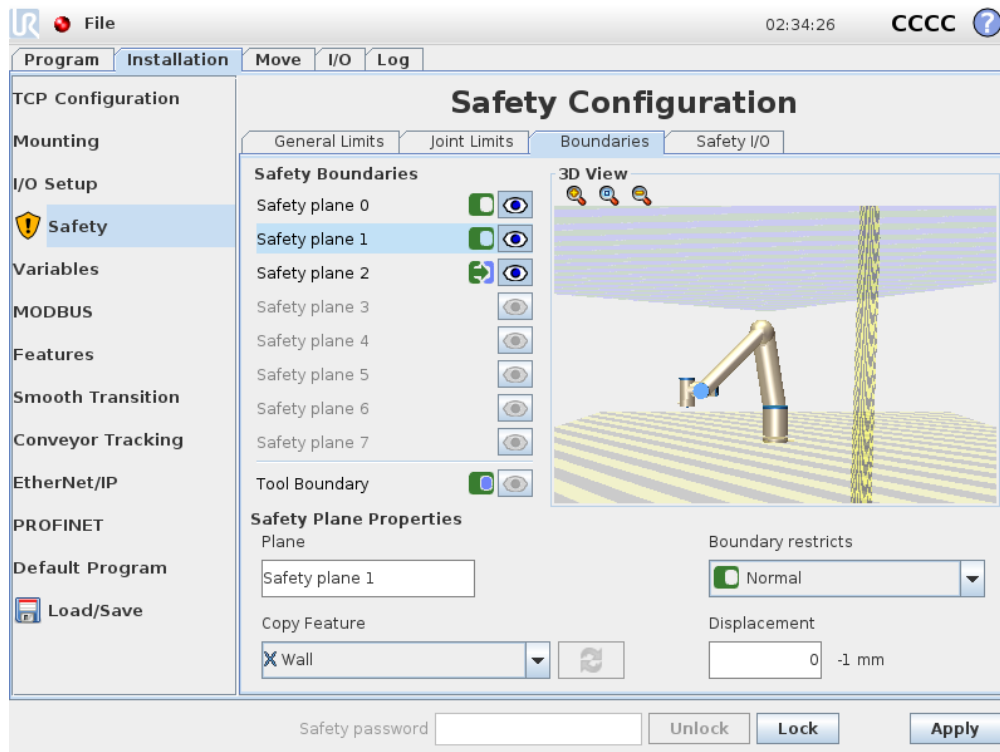 UR File 02:34:26 CCCC ?
Program Installation Move I/O Log
TCP Configuration
Mounting
I/O Setup
Safety
Variables
MODBUS
Features
Smooth Transition
Conveyor Tracking
EtherNet/IP
PROFINET
Default Program
Load/Save
Safety Configuration
General Limits Joint Limits Boundaries Safety I/O
Safety Boundaries
Safety plane 0
Safety plane 1
Safety plane 2
Safety plane 3
Safety plane 4
Safety plane 5
Safety plane 6
Safety plane 7
Tool Boundary
3D View
Safety Plane Properties
Plane
Safety plane 1
Copy Feature
Wall
Boundary restricts
Normal
Displacement
0 -1 mm
Safety password Unlock Lock Apply